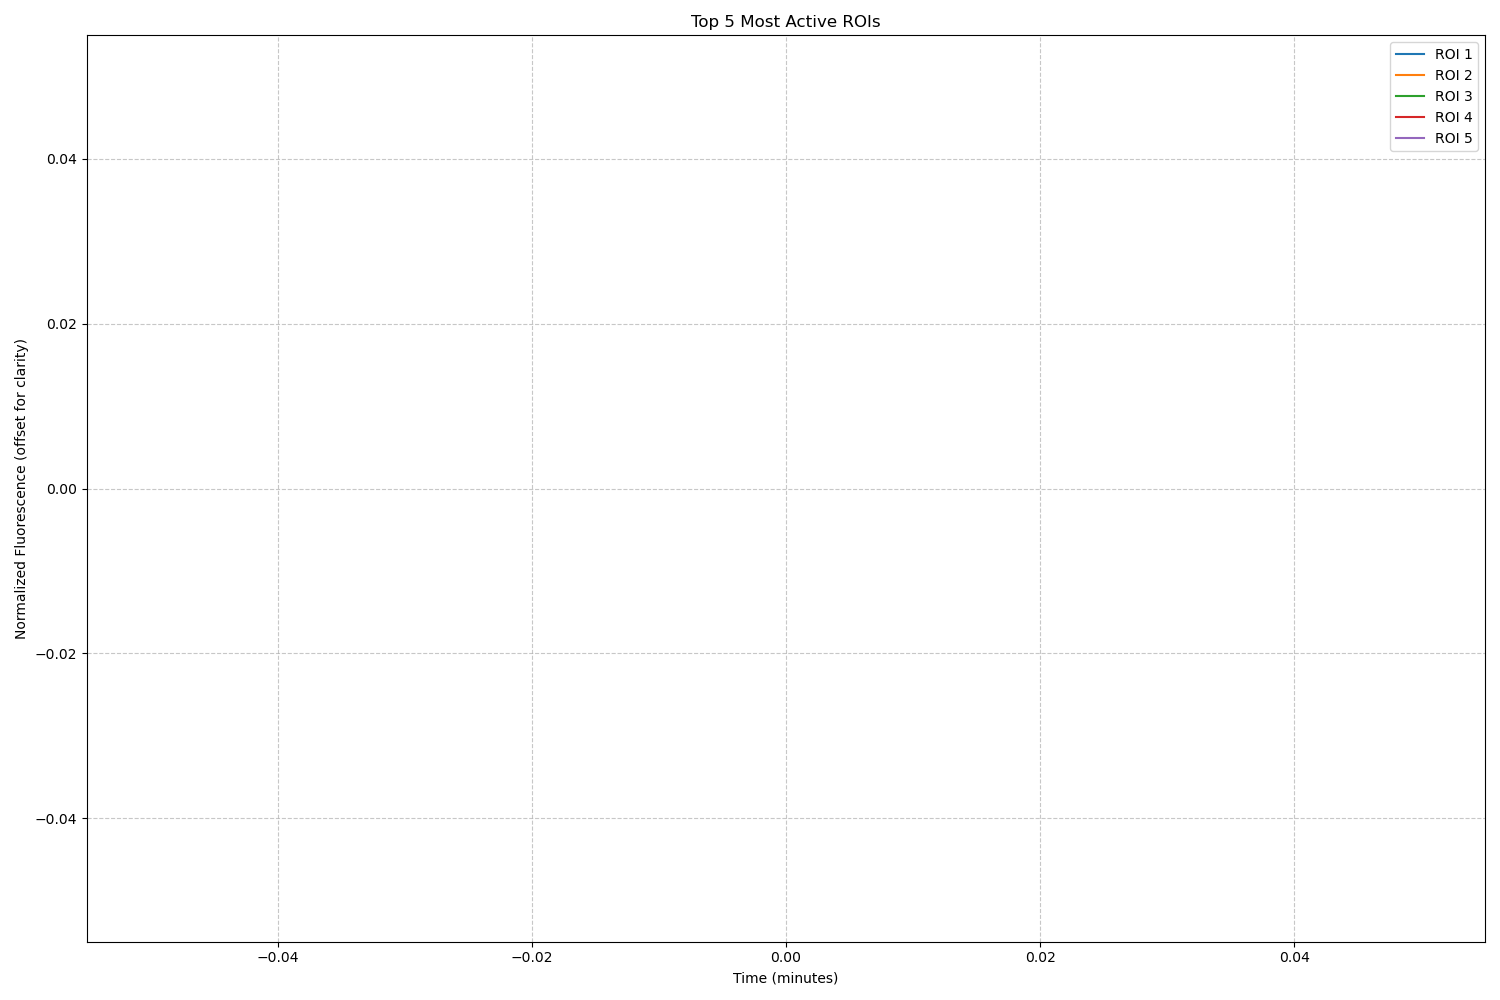 Top 5 Most Active ROIs
ROI 1
ROI 2
ROI 3
ROI 4
ROI 5
Normalized Fluorescence (offset for clarity)
0.04
0.02
0.00
−0.02
−0.04
−0.04
−0.02
0.00
0.02
0.04
Time (minutes)